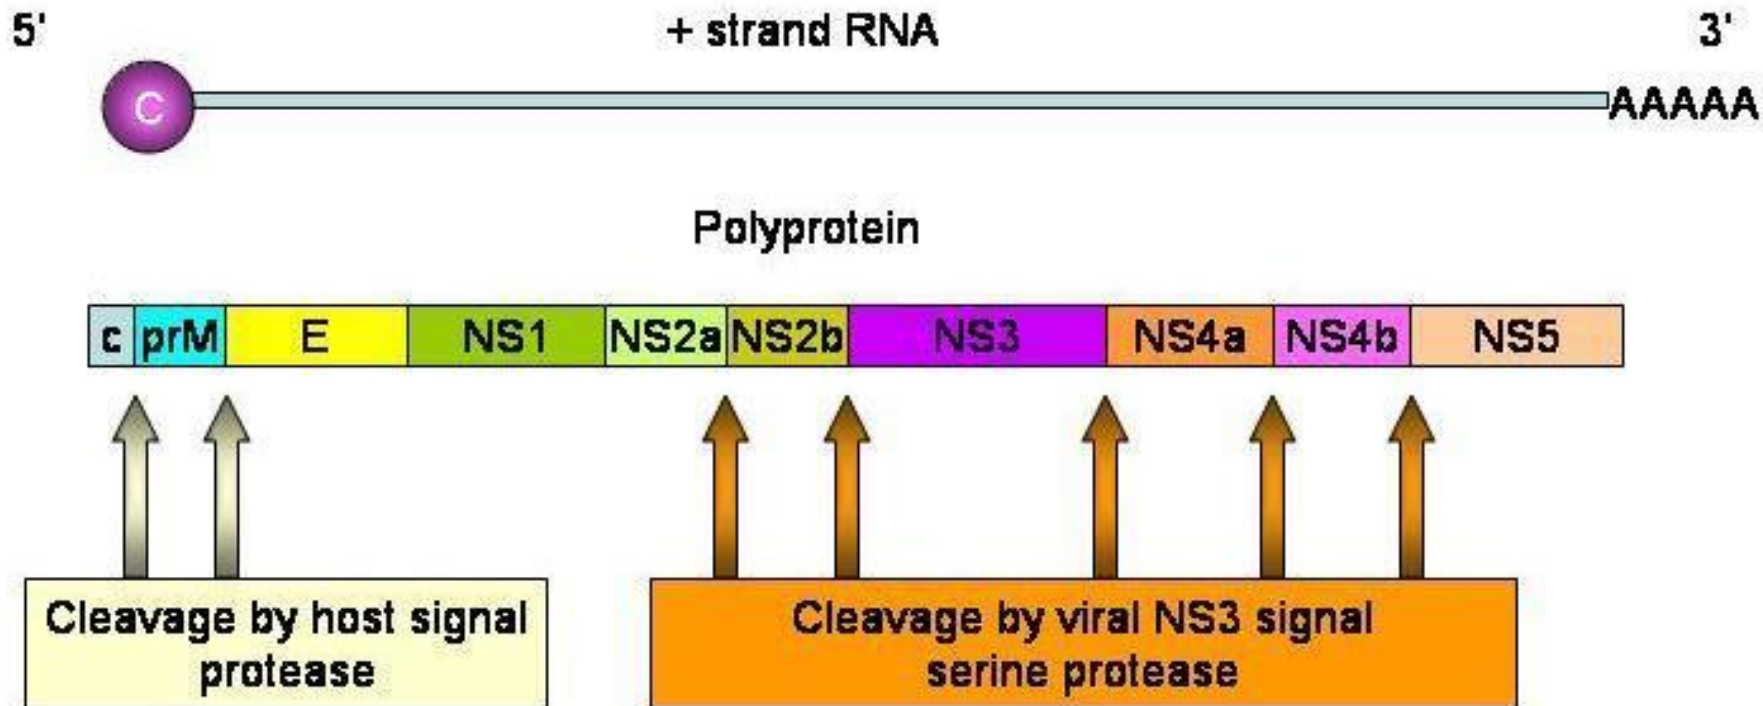 5' + strand RNA 3'
C AAAAA
Polyprotein
c prM E NS1 NS2a NS2b NS3 NS4a NS4b NS5
Cleavage by host signal
protease
Cleavage by viral NS3 signal
serine protease